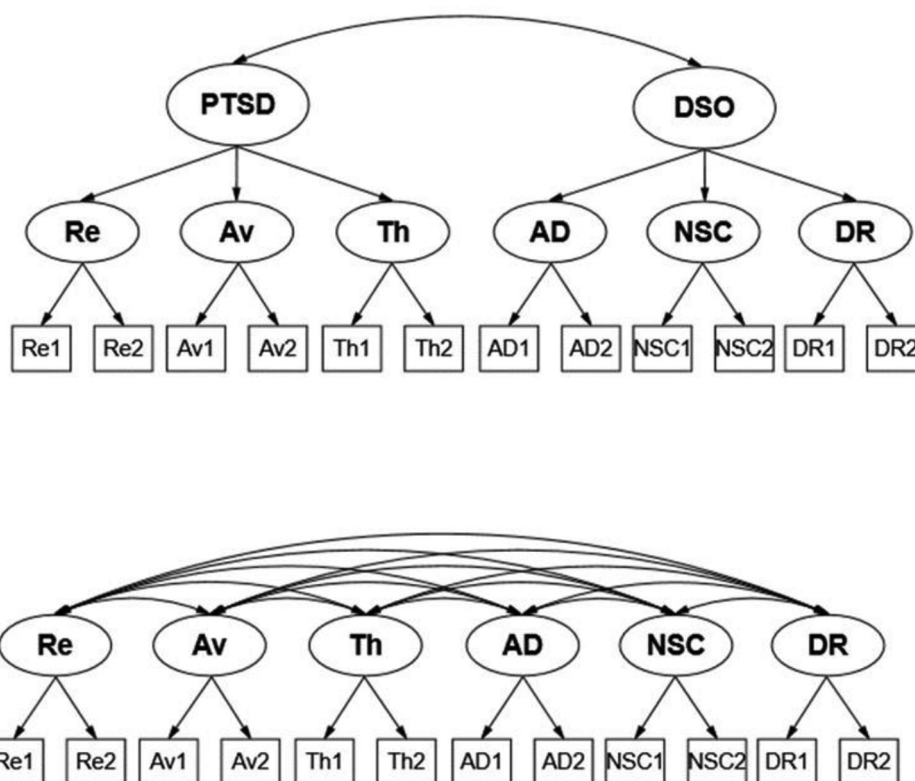 PTSD DSO
Re Av Th AD NSC DR
Re1 Re2 Av1 Av2 Th1 Th2 AD1 AD2 NSC1 NSC2 DR1 DR2
Re Av Th AD NSC DR
Re1 Re2 Av1 Av2 Th1 Th2 AD1 AD2 NSC1 NSC2 DR1 DR2